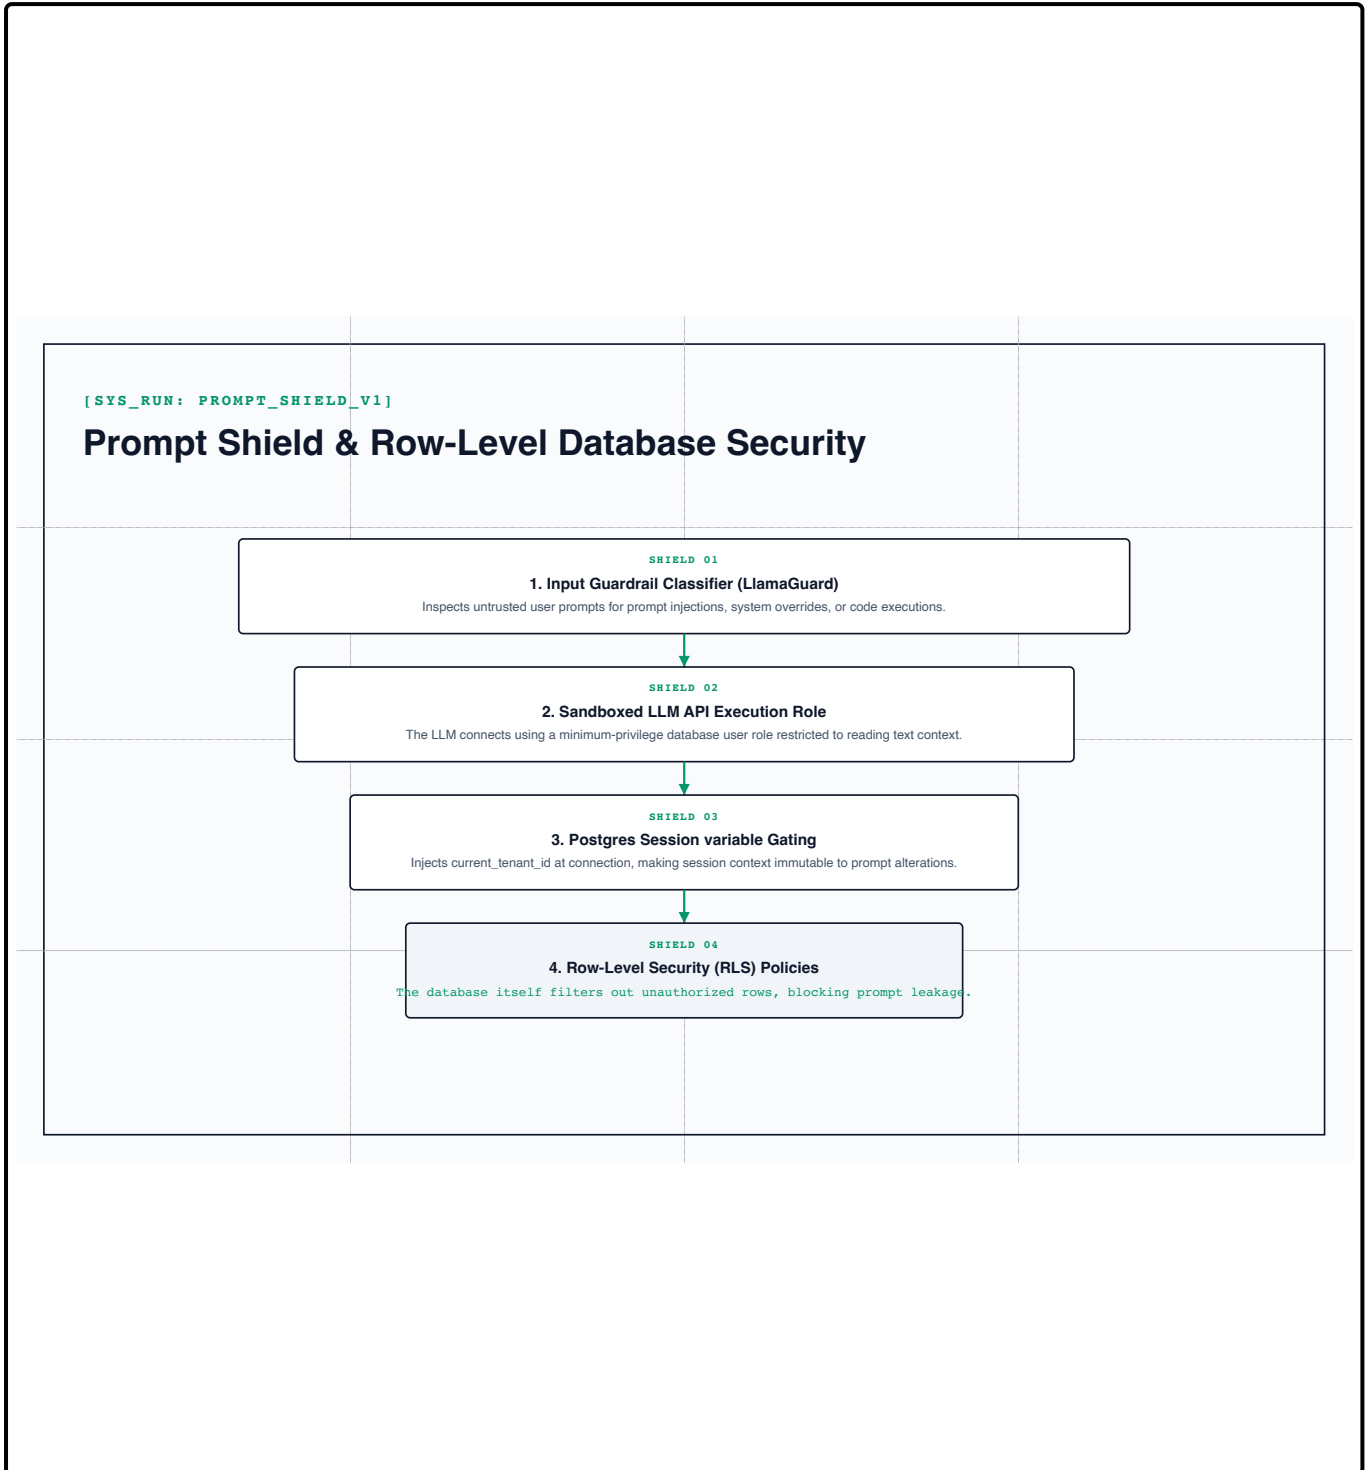 [SYS_RUN: PROMPT_SHIELD_V1]
Prompt Shield & Row-Level Database Security
SHIELD 01
1. Input Guardrail Classifier (LlamaGuard)
Inspects untrusted user prompts for prompt injections, system overrides, or code executions.
SHIELD 02
2. Sandboxed LLM API Execution Role
The LLM connects using a minimum-privilege database user role restricted to reading text context.
SHIELD 03
3. Postgres Session variable Gating
Injects current_tenant_id at connection, making session context immutable to prompt alterations.
SHIELD 04
4. Row-Level Security (RLS) Policies
The database itself filters out unauthorized rows, blocking prompt leakage.